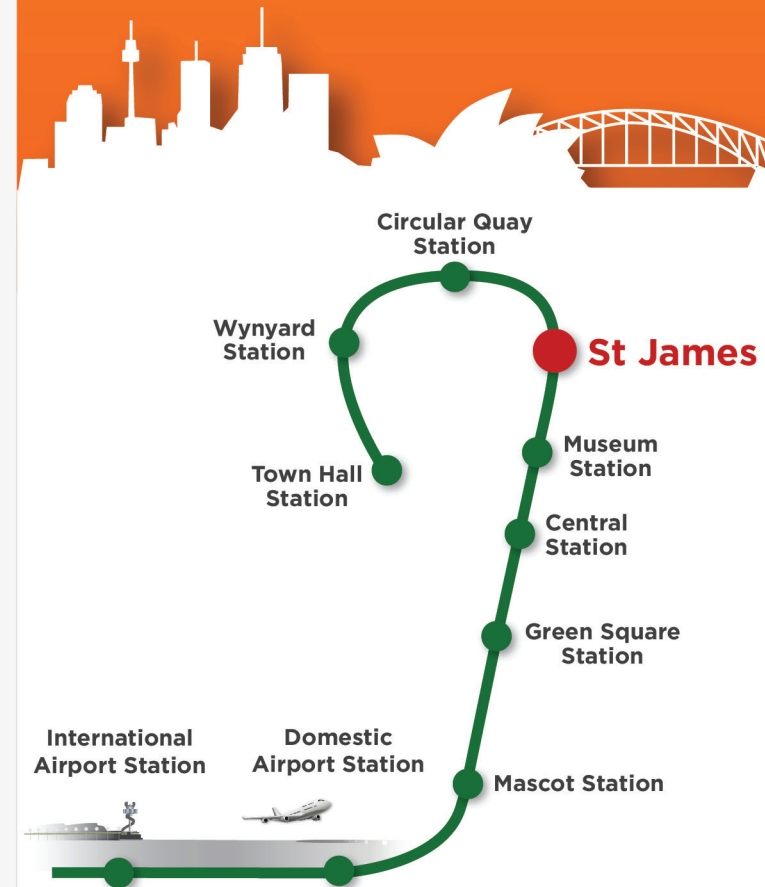 Circular Quay
Station
Wynyard
Station
St James
Museum
Station
Town Hall
Station
Central
Station
Green Square
Station
International
Airport Station
Domestic
Airport Station
Mascot Station